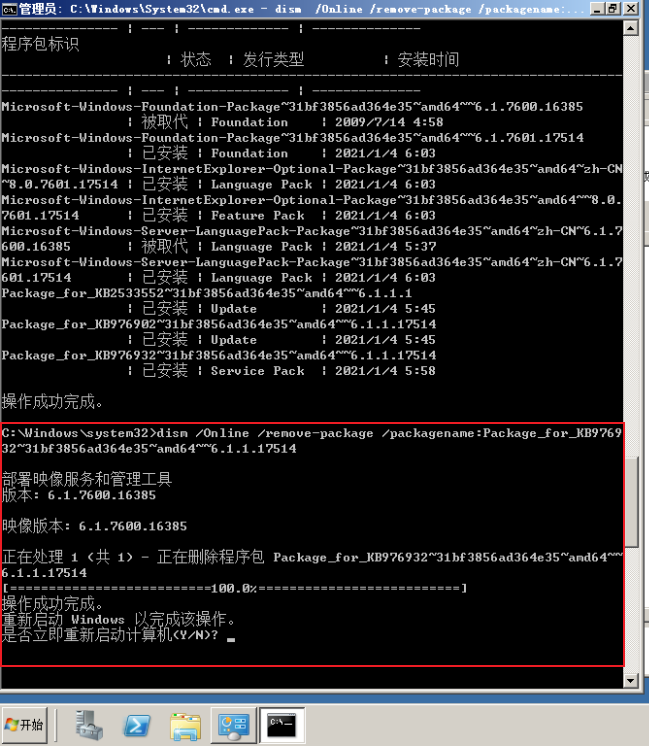 管理员: C:\Windows\System32\cmd.exe - dism  /Online /remove-package /packagename:...
--------------- | --- | ------------- | --------------
程序包标识
| 状态 | 发行类型 | 安装时间
--------------- | --- | ------------- | --------------
Microsoft-Windows-Foundation-Package~31bf3856ad364e35~amd64~~6.1.7600.16385
| 被取代 | Foundation | 2009/7/14 4:58
Microsoft-Windows-Foundation-Package~31bf3856ad364e35~amd64~~6.1.7601.17514
| 已安装 | Foundation | 2021/1/4 6:03
Microsoft-Windows-InternetExplorer-Optional-Package~31bf3856ad364e35~amd64~zh-CN
~8.0.7601.17514 | 已安装 | Language Pack | 2021/1/4 6:03
Microsoft-Windows-InternetExplorer-Optional-Package~31bf3856ad364e35~amd64~~8.0.
7601.17514 | 已安装 | Feature Pack | 2021/1/4 6:03
Microsoft-Windows-Server-LanguagePack-Package~31bf3856ad364e35~amd64~zh-CN~6.1.7
600.16385 | 被取代 | Language Pack | 2021/1/4 5:37
Microsoft-Windows-Server-LanguagePack-Package~31bf3856ad364e35~amd64~zh-CN~6.1.7
601.17514 | 已安装 | Language Pack | 2021/1/4 6:03
Package_for_KB2533552~31bf3856ad364e35~amd64~~6.1.1.1
| 已安装 | Update | 2021/1/4 5:45
Package_for_KB976902~31bf3856ad364e35~amd64~~6.1.1.17514
| 已安装 | Update | 2021/1/4 5:45
Package_for_KB976932~31bf3856ad364e35~amd64~~6.1.1.17514
| 已安装 | Service Pack | 2021/1/4 5:58
操作成功完成。
C:\Windows\system32>dism /Online /remove-package /packagename:Package_for_KB9769
32~31bf3856ad364e35~amd64~~6.1.1.17514
部署映像服务和管理工具
版本: 6.1.7600.16385
映像版本: 6.1.7600.16385
正在处理 1 (共 1) - 正在删除程序包 Package_for_KB976932~31bf3856ad364e35~amd64~~
6.1.1.17514
[==========================100.0%==========================]
操作成功完成。
重新启动 Windows 以完成该操作。
是否立即重新启动计算机(Y/N)? _
开始